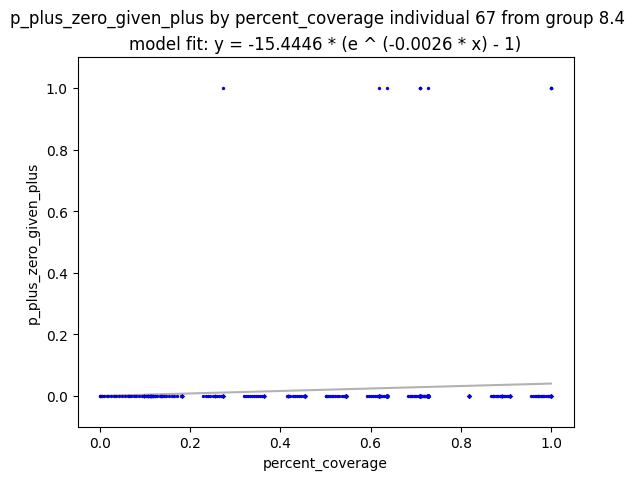 p_plus_zero_given_plus by percent_coverage individual 67 from group 8.4
model fit: y = -15.4446 * (e ^ (-0.0026 * x) - 1)
1.0
0.8
0.6
0.4
0.2
0.0
p_plus_zero_given_plus
0.0 0.2 0.4 0.6 0.8 1.0
percent_coverage